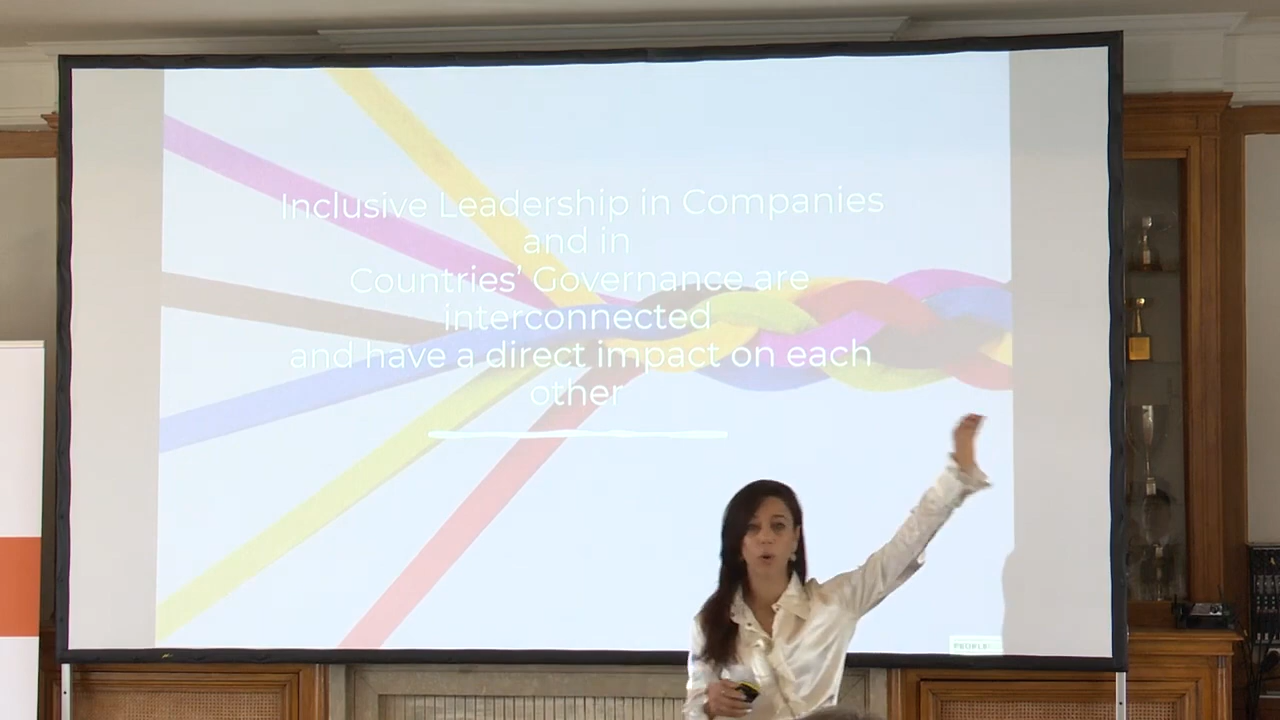 Inclusive Leadership in Companies
and in
Countries' Governance are
interconnected
and have a direct impact on each
other